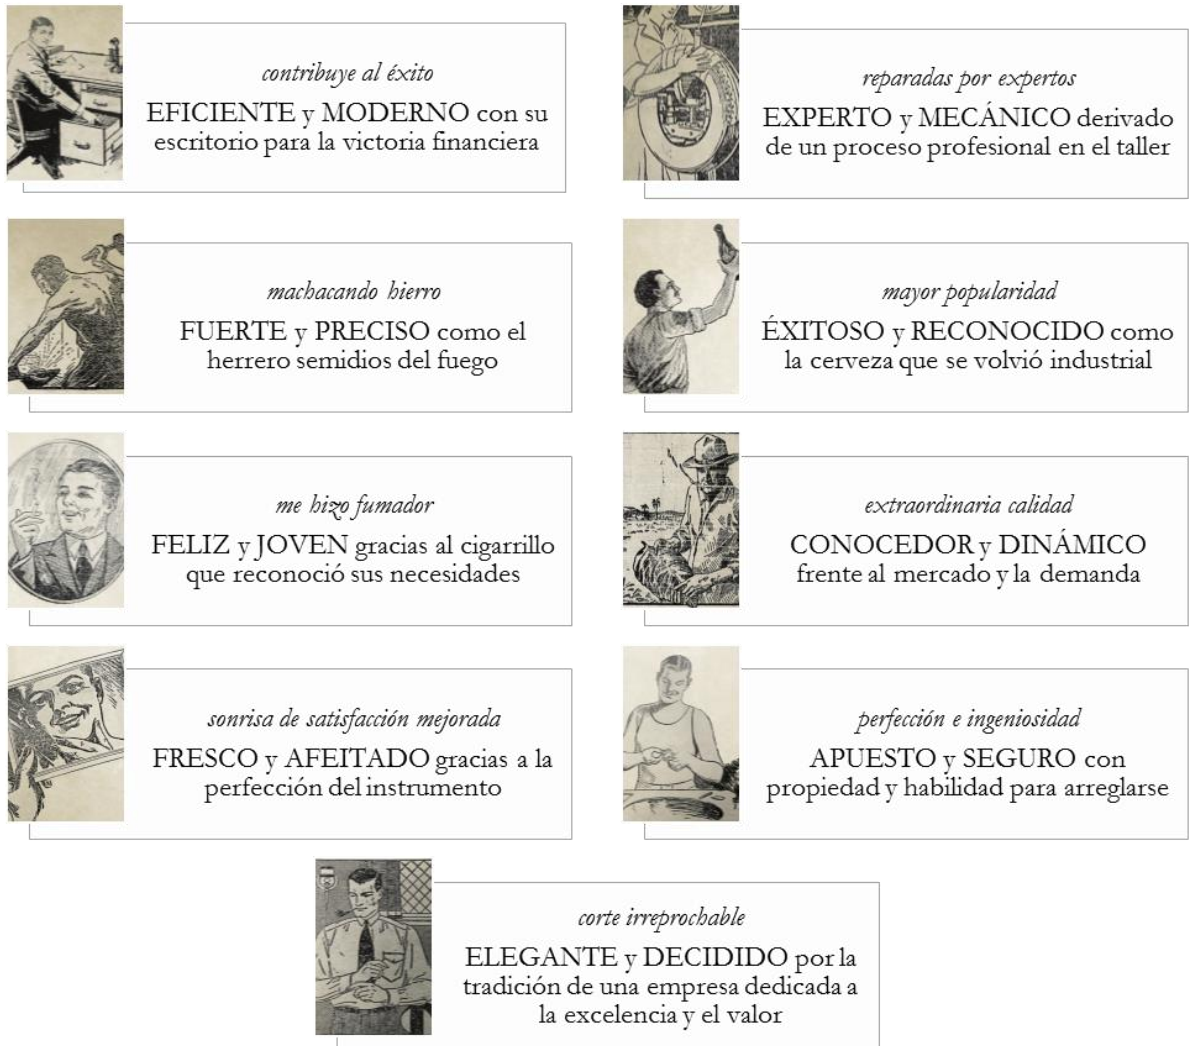 contribuye al éxito
EFICIENTE y MODERNO con su
escritorio para la victoria financiera
reparadas por expertos
EXPERTO y MECÁNICO derivado
de un proceso profesional en el taller
machacando hierro
FUERTE y PRECISO como el
herrero semidios del fuego
mayor popularidad
ÉXITOSO y RECONOCIDO como
la cerveza que se volvió industrial
me hizo fumador
FELIZ y JOVEN gracias al cigarrillo
que reconoció sus necesidades
extraordinaria calidad
CONOCEDOR y DINÁMICO
frente al mercado y la demanda
sonrisa de satisfacción mejorada
FRESCO y AFEITADO gracias a la
perfección del instrumento
perfección e ingeniosidad
APUESTO y SEGURO con
propiedad y habilidad para arreglarse
corte irreprochable
ELEGANTE y DECIDIDO por la
tradición de una empresa dedicada a
la excelencia y el valor